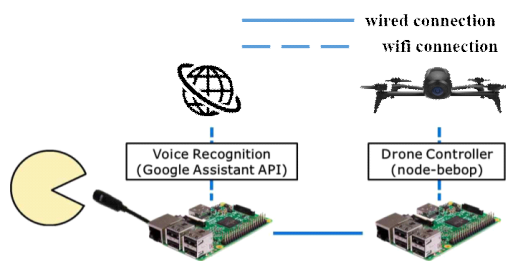 wired connection
wifi connection
Voice Recognition
(Google Assistant API)
Drone Controller
(node-bebop)